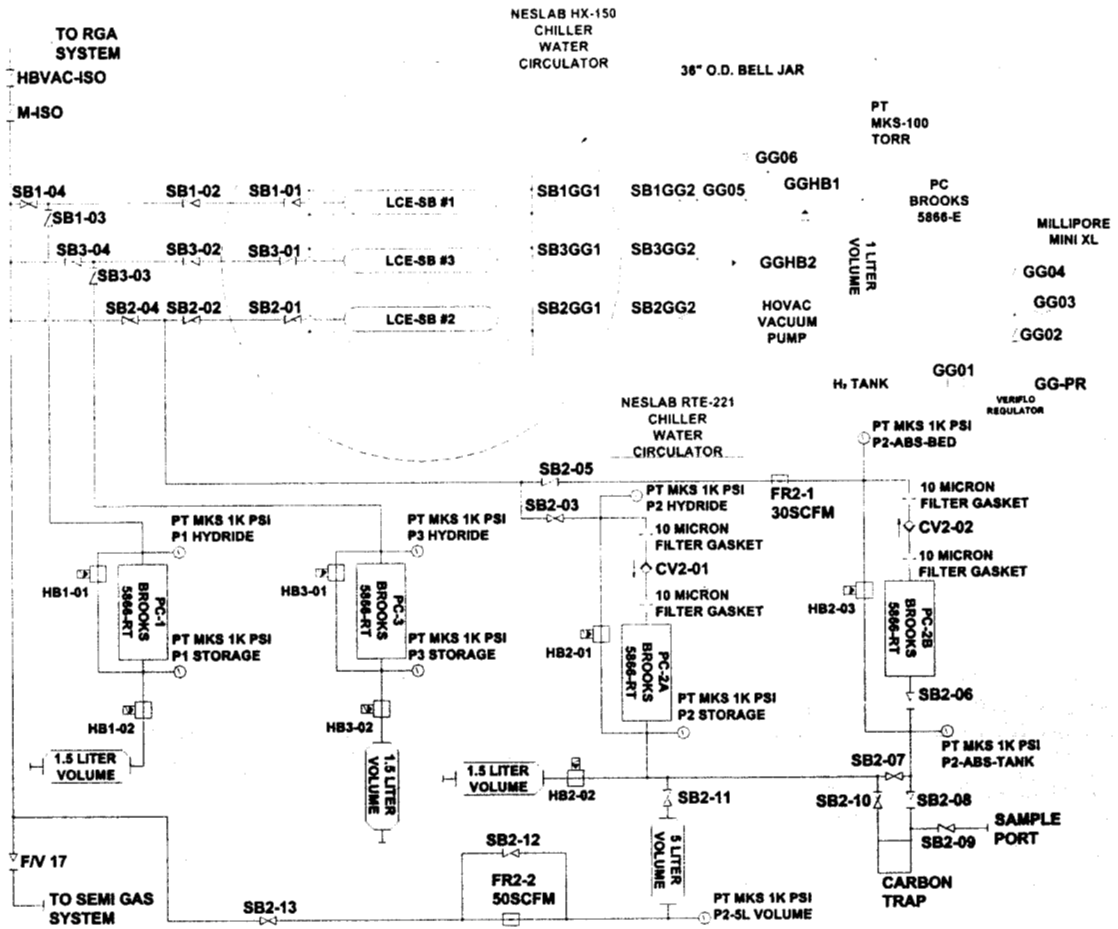 NESLAB HX-150
CHILLER
WATER
CIRCULATOR
TO RGA
SYSTEM
HBVAC-ISO
M-ISO
36" O.D. BELL JAR
PT
MKS-100
TORR
GG06
SB1-04
SB1-03
SB1-02
SB1-01
LCE-SB #1
SB1GG1
SB1GG2
GG05
GGHB1
PC
BROOKS
5866-E
MILLIPORE
MINI XL
SB3-04
SB3-03
SB3-02
SB3-01
LCE-SB #3
SB3GG1
SB3GG2
GGHB2
1 LITER
VOLUME
GG04
GG03
GG02
SB2-04
SB2-02
SB2-01
LCE-SB #2
SB2GG1
SB2GG2
HOVAC
VACUUM
PUMP
GG01
H₂ TANK
GG-PR
VERIFLO
REGULATOR
NESLAB RTE-221
CHILLER
WATER
CIRCULATOR
PT MKS 1K PSI
P2-ABS-BED
SB2-05
SB2-03
PT MKS 1K PSI
P2 HYDRIDE
FR2-1
30SCFM
10 MICRON
FILTER GASKET
CV2-02
10 MICRON
FILTER GASKET
10 MICRON
FILTER GASKET
CV2-01
10 MICRON
FILTER GASKET
PT MKS 1K PSI
P1 HYDRIDE
PT MKS 1K PSI
P3 HYDRIDE
HB1-01
PC-1
BROOKS
5866-RT
HB3-01
PC-3
BROOKS
5866-RT
HB2-01
PC-2A
BROOKS
5866-RT
HB2-03
PC-2B
BROOKS
5866-RT
PT MKS 1K PSI
P1 STORAGE
PT MKS 1K PSI
P3 STORAGE
PT MKS 1K PSI
P2 STORAGE
SB2-06
HB1-02
HB3-02
PT MKS 1K PSI
P2-ABS-TANK
1.5 LITER
VOLUME
1.5 LITER
VOLUME
1.5 LITER
VOLUME
HB2-02
SB2-07
SB2-11
SB2-10
SB2-08
SB2-09
SAMPLE
PORT
F/V 17
SB2-12
5 LITER
VOLUME
CARBON
TRAP
TO SEMI GAS
SYSTEM
SB2-13
FR2-2
50SCFM
PT MKS 1K PSI
P2-5L VOLUME